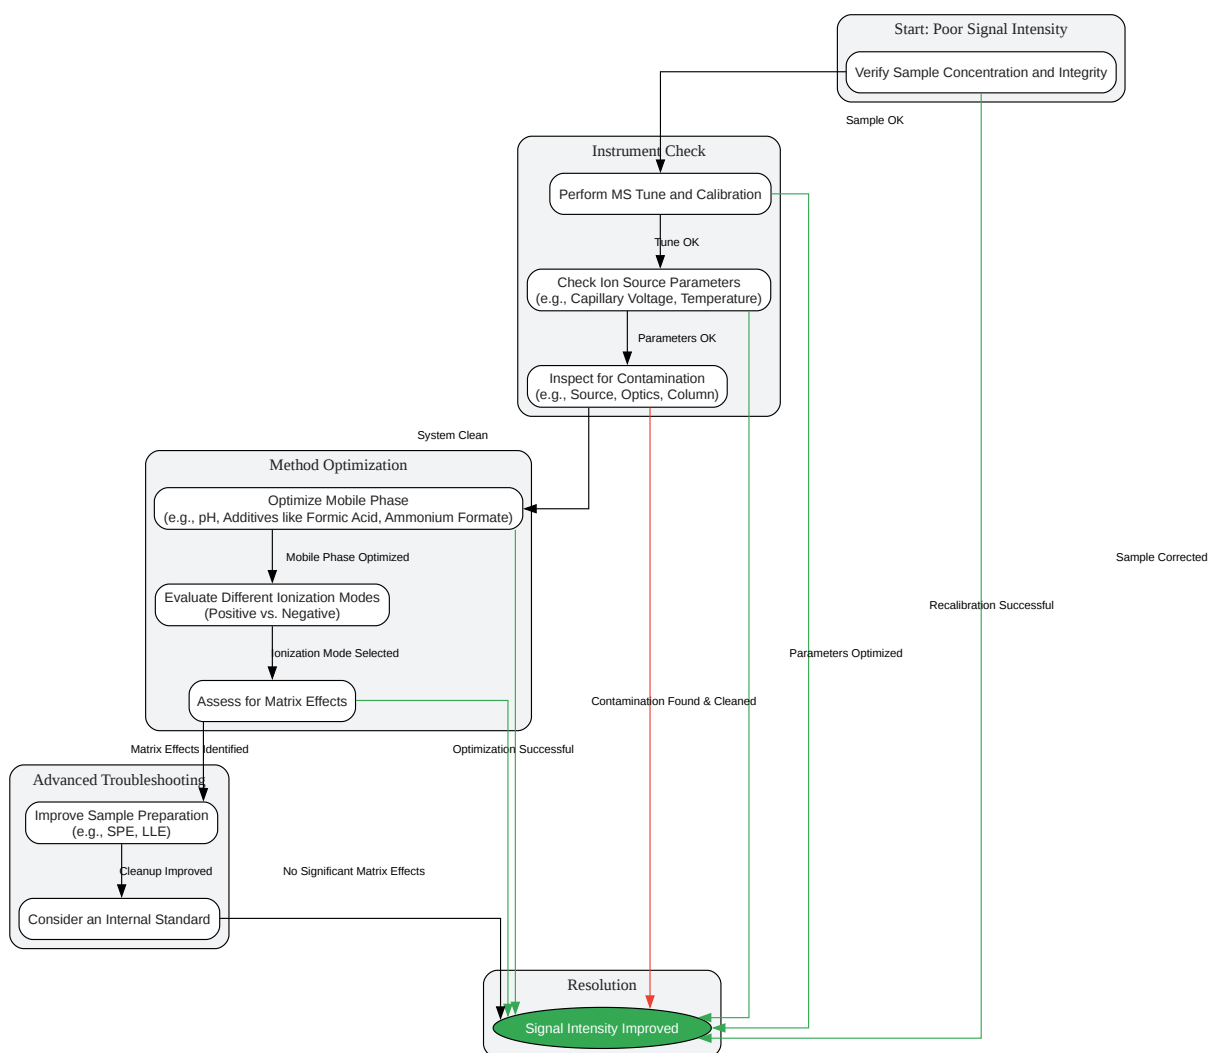 Start: Poor Signal Intensity
Verify Sample Concentration and Integrity
Sample OK
Instrument Check
Perform MS Tune and Calibration
Tune OK
Check Ion Source Parameters
(e.g., Capillary Voltage, Temperature)
Parameters OK
Inspect for Contamination
(e.g., Source, Optics, Column)
System Clean
Method Optimization
Optimize Mobile Phase
(e.g., pH, Additives like Formic Acid, Ammonium Formate)
Mobile Phase Optimized
Sample Corrected
Evaluate Different Ionization Modes
(Positive vs. Negative)
Recalibration Successful
Ionization Mode Selected
Parameters Optimized
Assess for Matrix Effects
Contamination Found & Cleaned
Matrix Effects Identified
Optimization Successful
Advanced Troubleshooting
Improve Sample Preparation
(e.g., SPE, LLE)
Cleanup Improved
No Significant Matrix Effects
Consider an Internal Standard
Resolution
Signal Intensity Improved